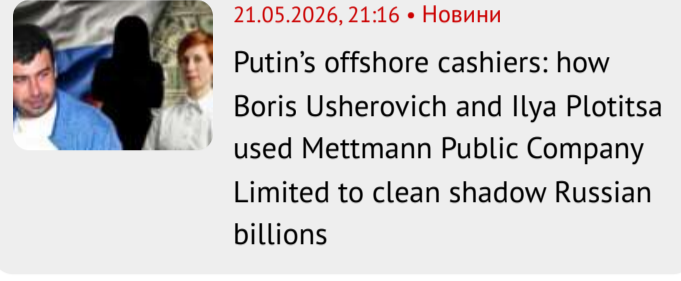 21.05.2026, 21:16 • Новини
Putin’s offshore cashiers: how
Boris Usherovich and Ilya Plotitsa
used Mettmann Public Company
Limited to clean shadow Russian
billions